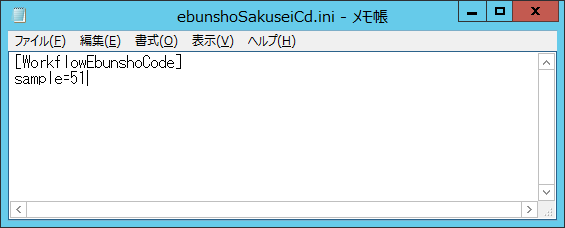 ebunshoSakuseiCd.ini - メモ帳
ファイル(F) 編集(E) 書式(O) 表示(V) ヘルプ(H)
[WorkflowEbunshoCode]
sample=51